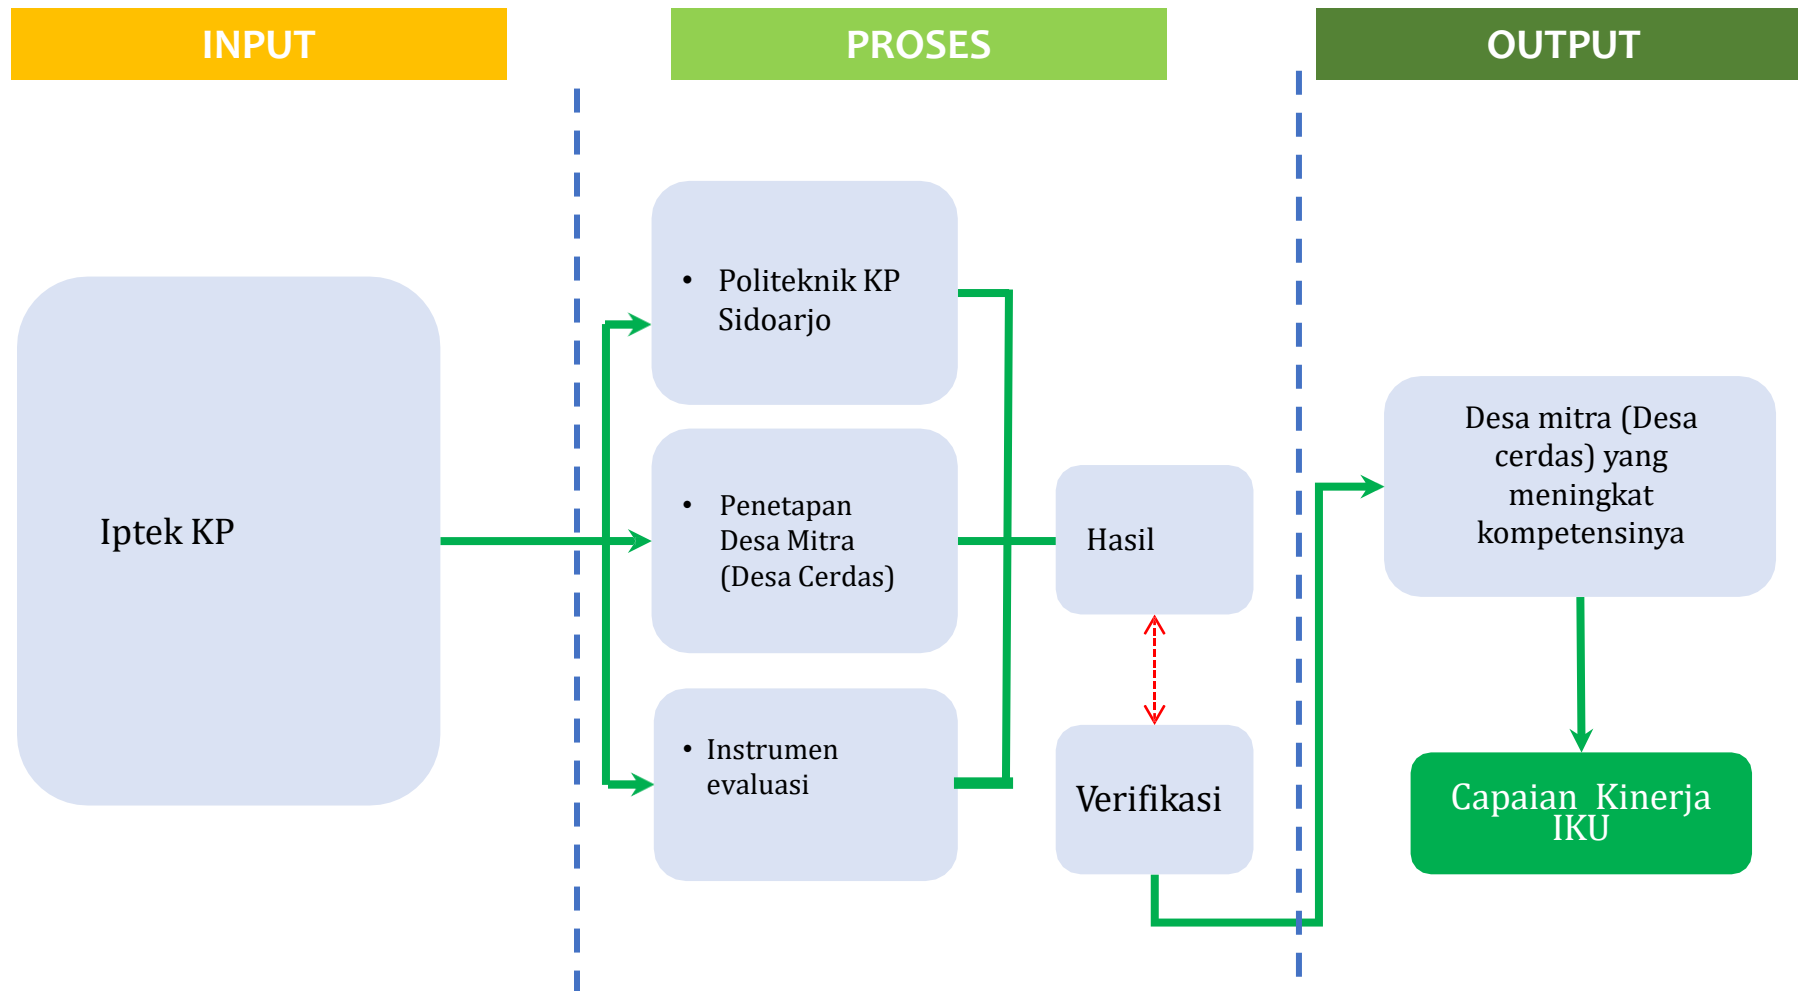 INPUT
PROSES
OUTPUT
Iptek KP
• Politeknik KP
Sidoarjo
• Penetapan
Desa Mitra
(Desa Cerdas)
• Instrumen
evaluasi
Hasil
Verifikasi
Desa mitra (Desa
cerdas) yang
meningkat
kompetensinya
Capaian Kinerja
IKU